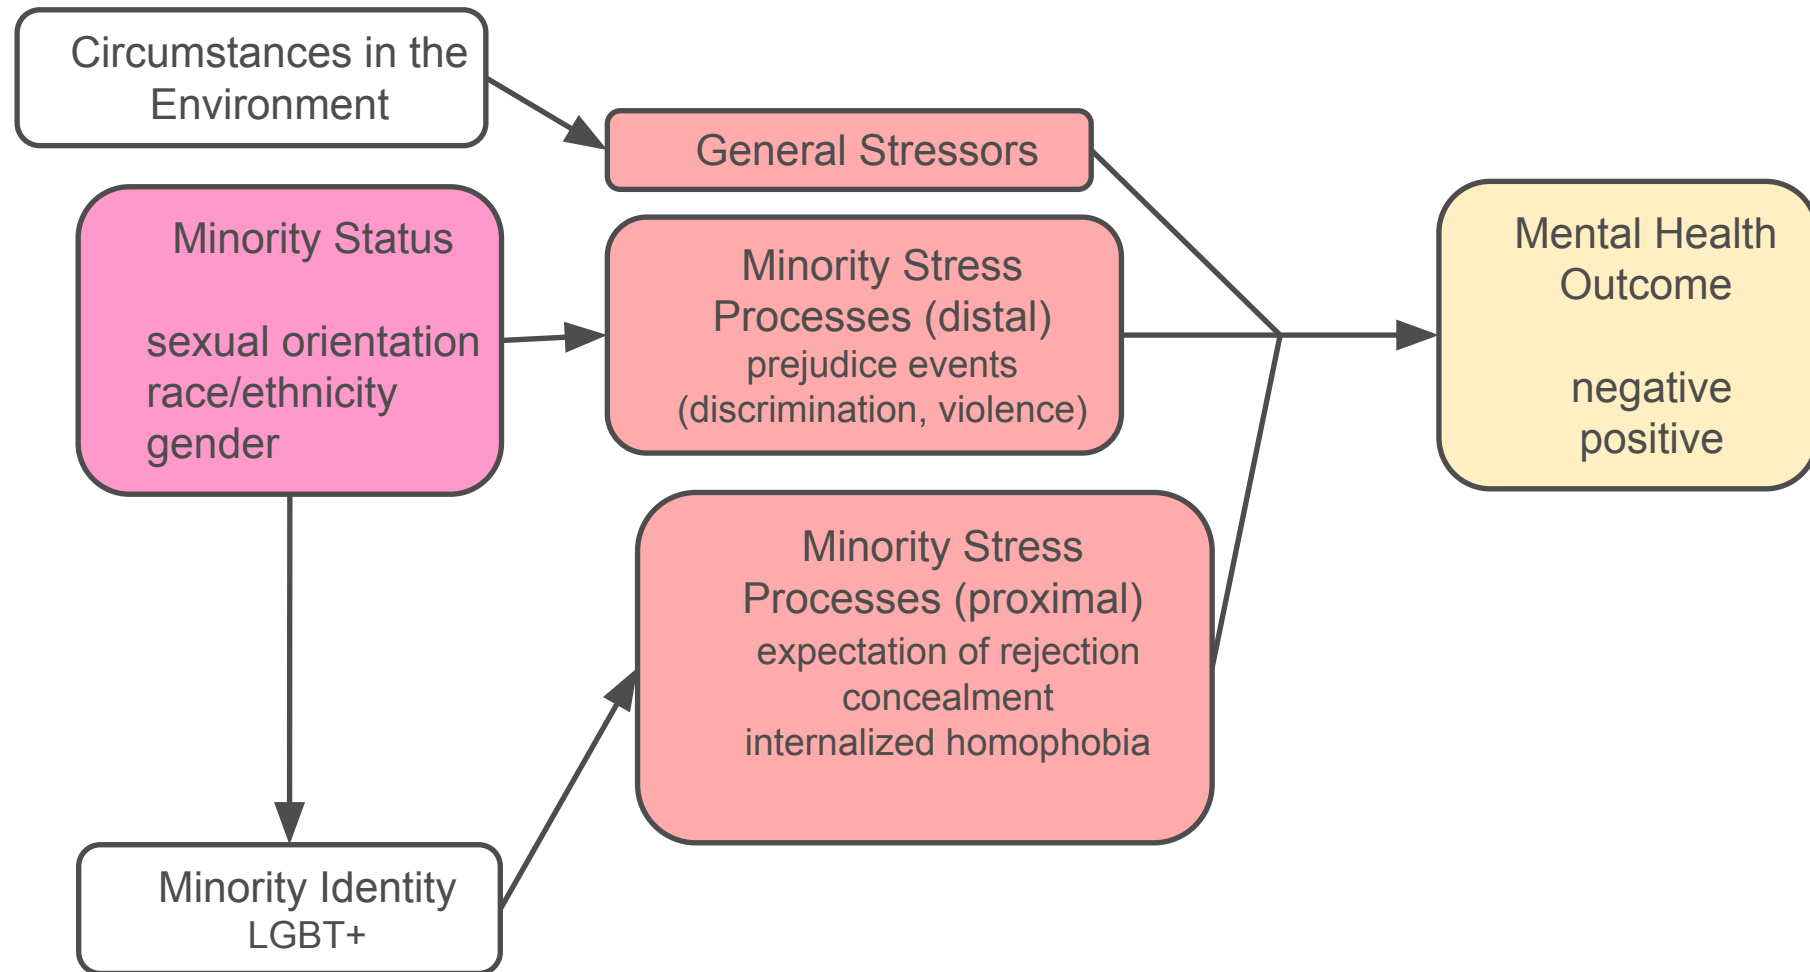 Circumstances in the
Environment
General Stressors
Minority Status
sexual orientation
race/ethnicity
gender
Minority Stress
Processes (distal)
prejudice events
(discrimination, violence)
Mental Health
Outcome
negative
positive
Minority Stress
Processes (proximal)
expectation of rejection
concealment
internalized homophobia
Minority Identity
LGBT+